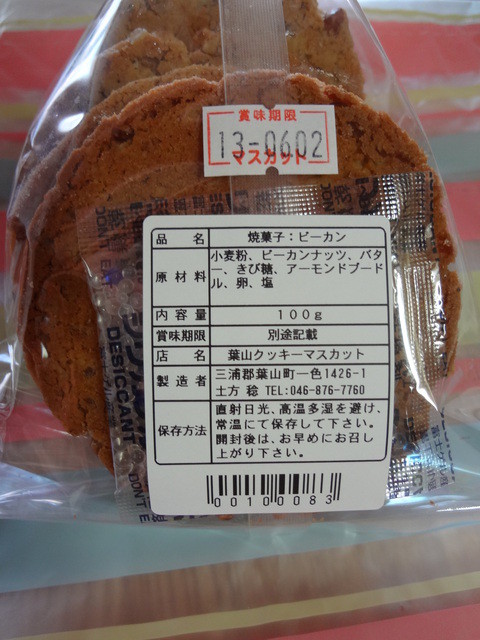 賞味期限
13-0602
マスカット
品名 焼菓子:ピーカン
原材料 小麦粉、ピーカンナッツ、バタ
ー、きび糖、アーモンドプードル、卵、塩
内容量 100g
賞味期限 別途記載
店名 葉山クッキーマスカット
製造者 三浦郡葉山町一色1426-1
土方 稔 TEL:046-876-7760
保存方法 直射日光、高温多湿を避け、
常温にて保存して下さい。
開封後は、お早めにお召し
上がり下さい。
00100083
DESICCANT
DON'T E